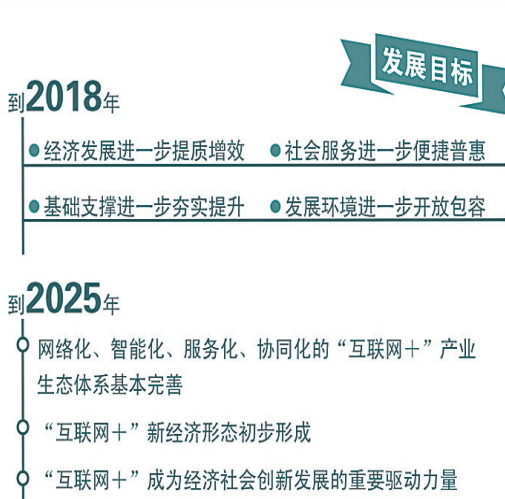 发展目标
到2018年
●经济发展进一步提质增效 ●社会服务进一步便捷普惠
●基础支撑进一步夯实提升 ●发展环境进一步开放包容
到2025年
网络化、智能化、服务化、协同化的“互联网＋”产业
生态体系基本完善
“互联网＋”新经济形态初步形成
“互联网＋”成为经济社会创新发展的重要驱动力量